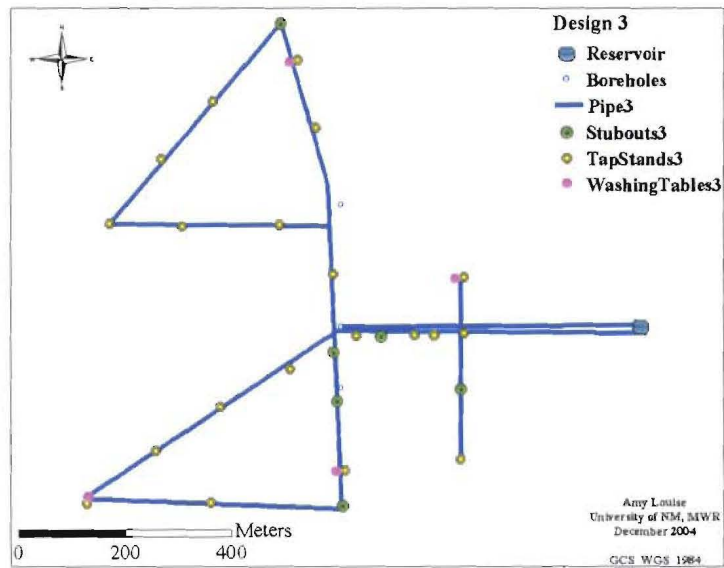 Design 3
Reservoir
Boreholes
Pipe3
Stubouts3
TapStands3
WashingTables3
Meters
0 200 400
Amy Louise
University of NM, MWR
December 2004
GCS WGS 1984